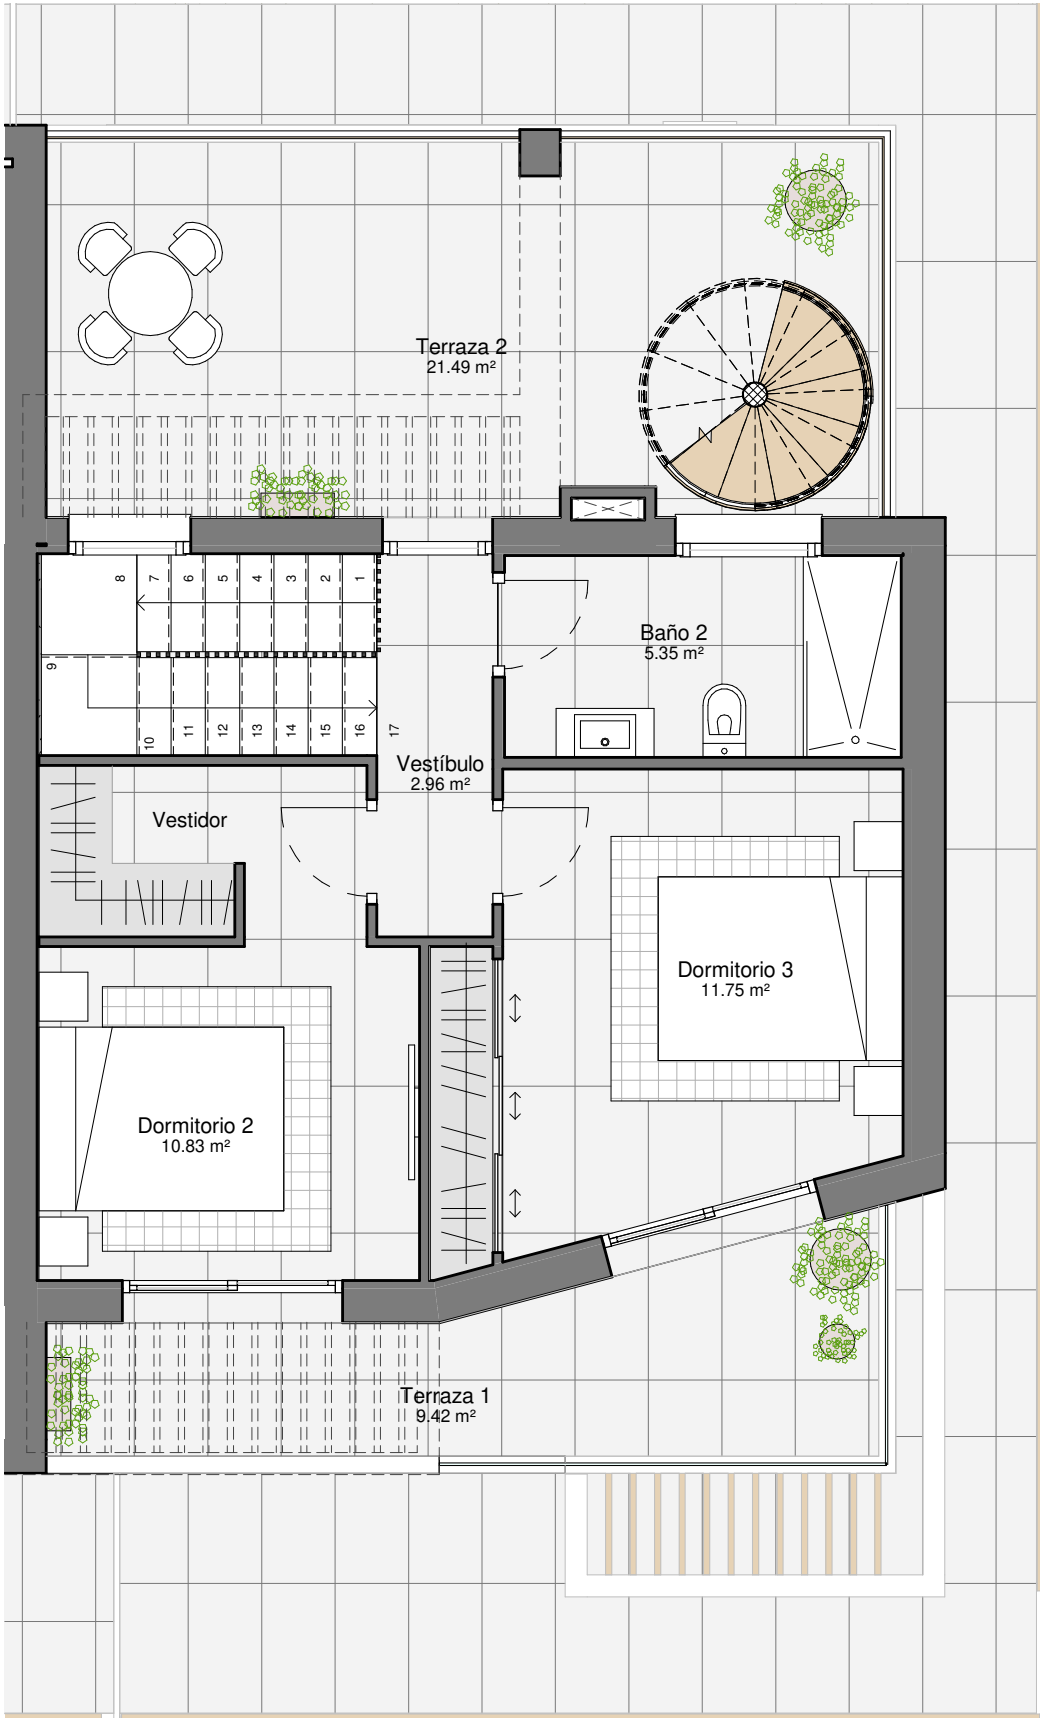 Terraza 2
21.49 m²
8 7 6 5 4 3 2 1
9
10 11 12 13 14 15 16 17
Baño 2
5.35 m²
Vestíbulo
2.96 m²
Vestidor
Dormitorio 3
11.75 m²
Dormitorio 2
10.83 m²
Terraza 1
9.42 m²